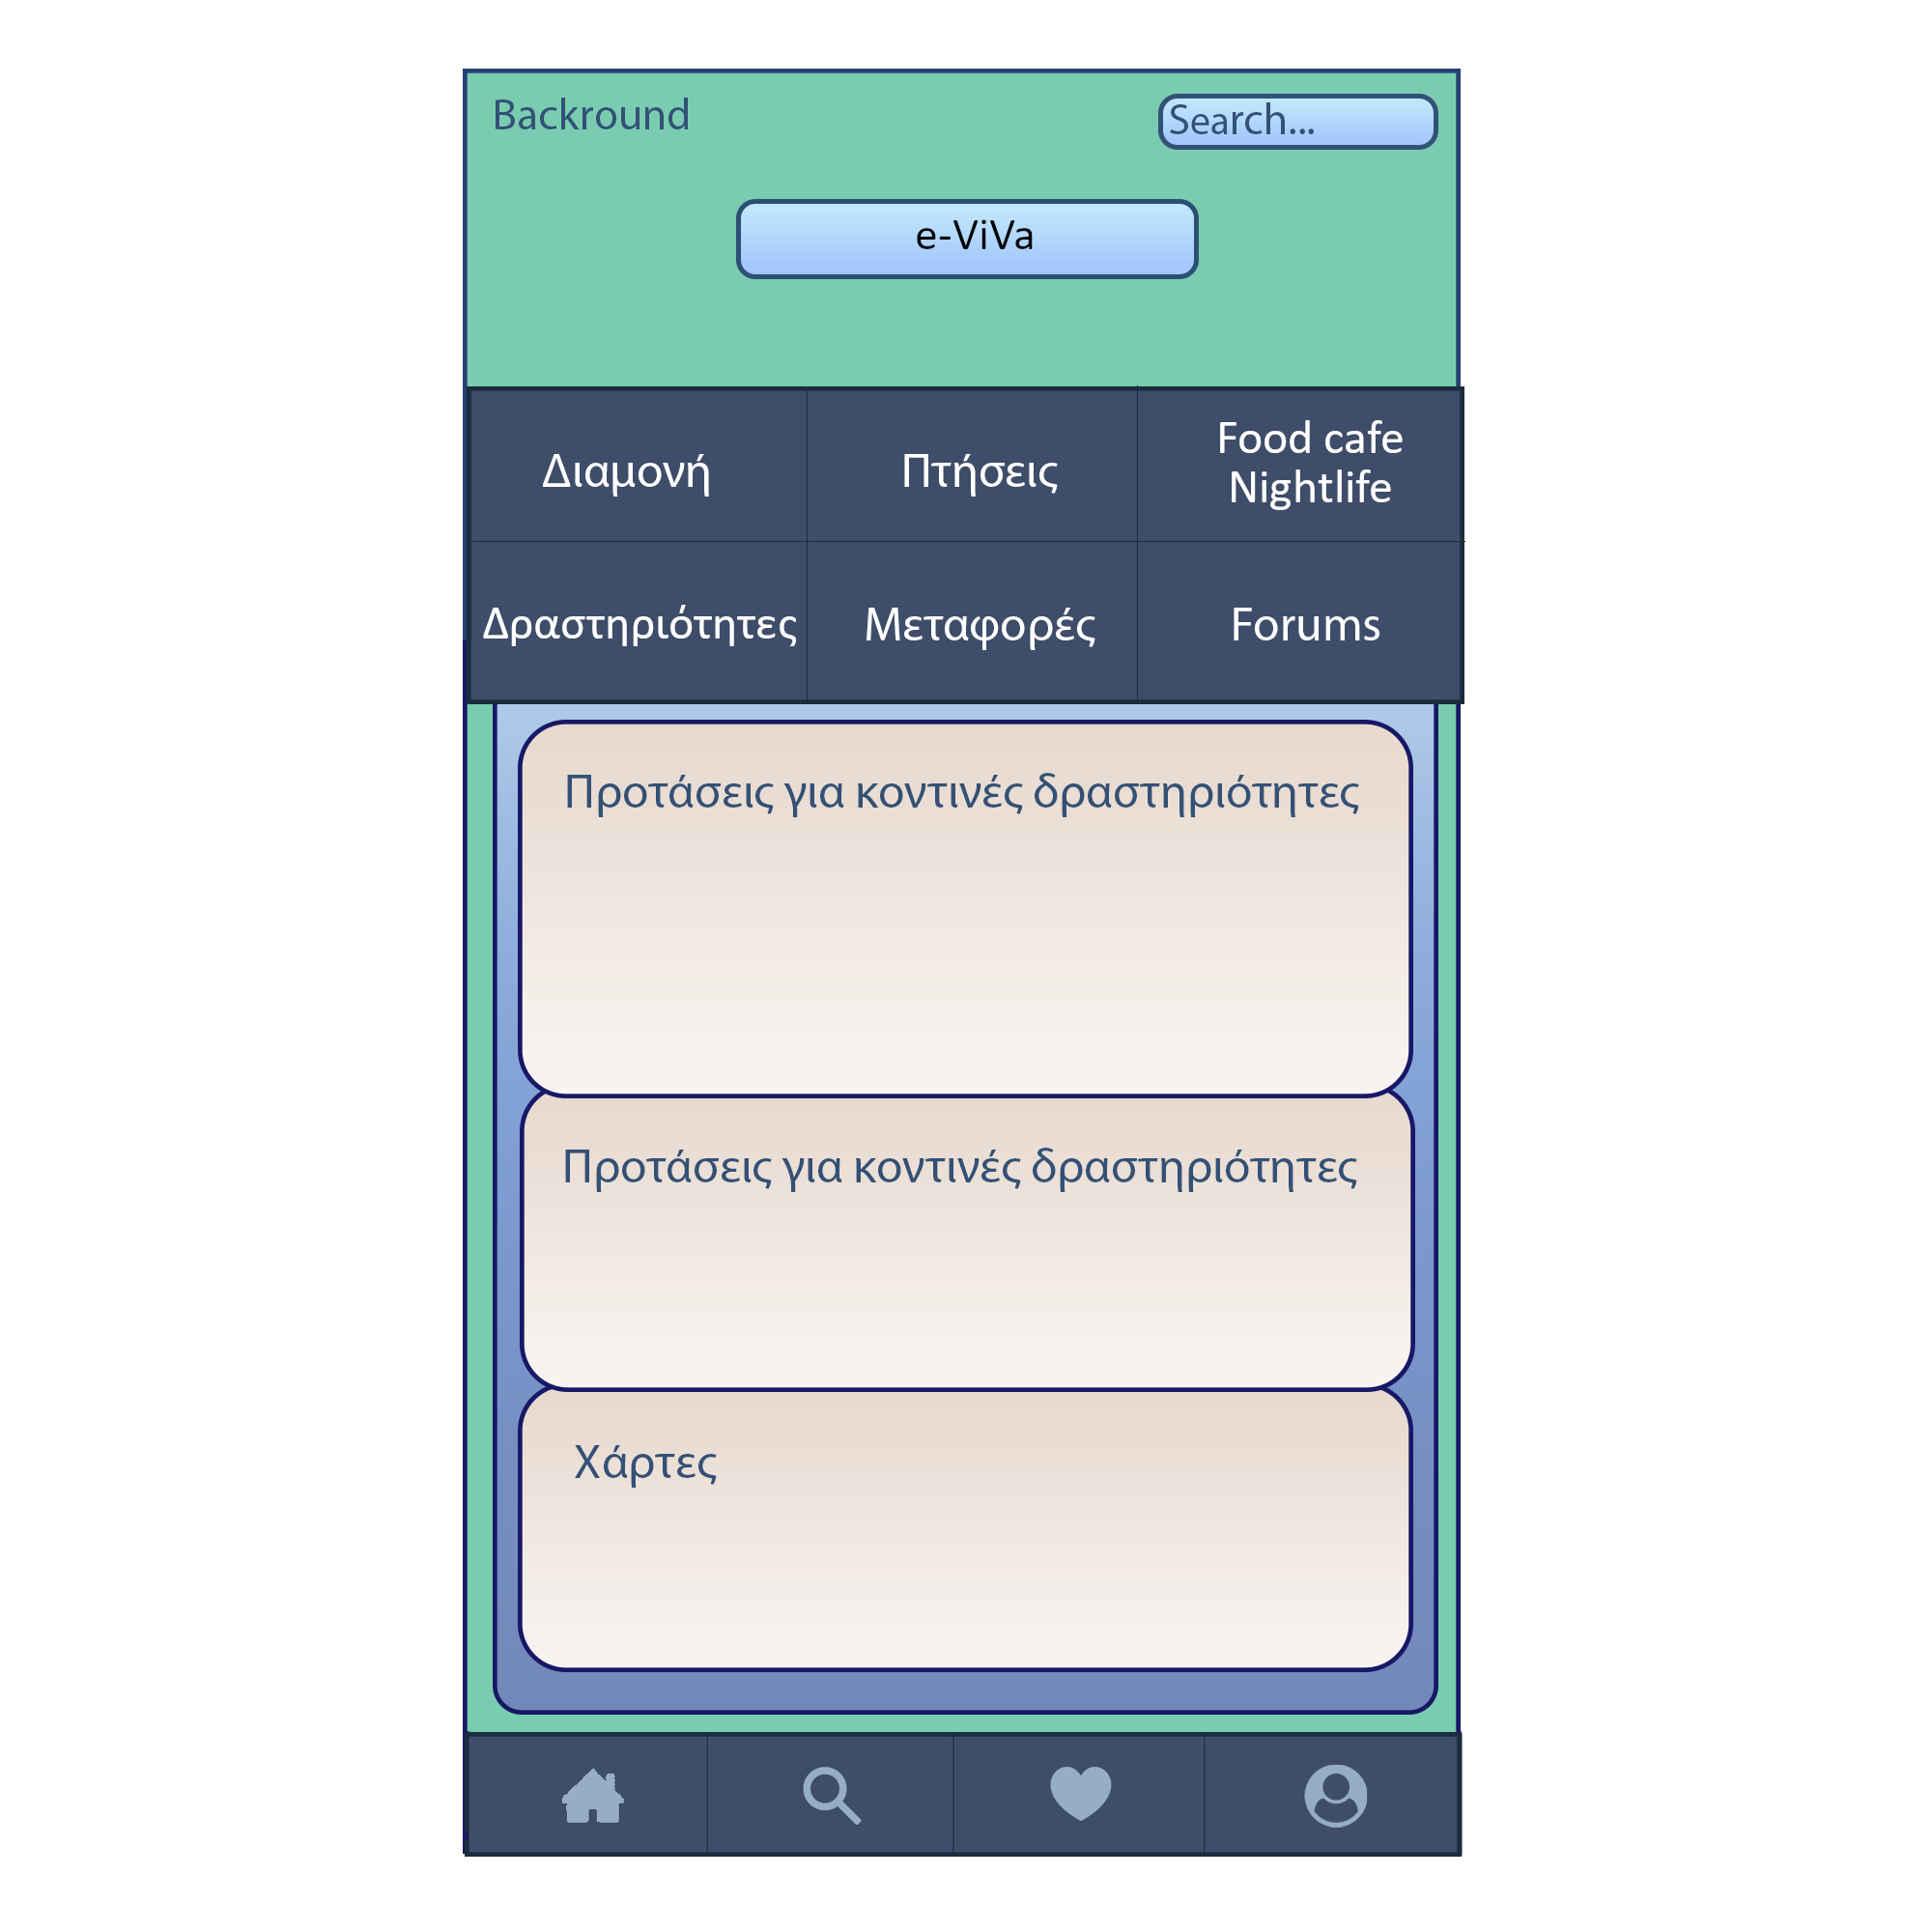 Backround
Search...
e-ViVa
Διαμονή
Πτήσεις
Food cafe
Nightlife
Δραστηριότητες
Μεταφορές
Forums
Προτάσεις για κοντινές δραστηριότητες
Προτάσεις για κοντινές δραστηριότητες
Χάρτες